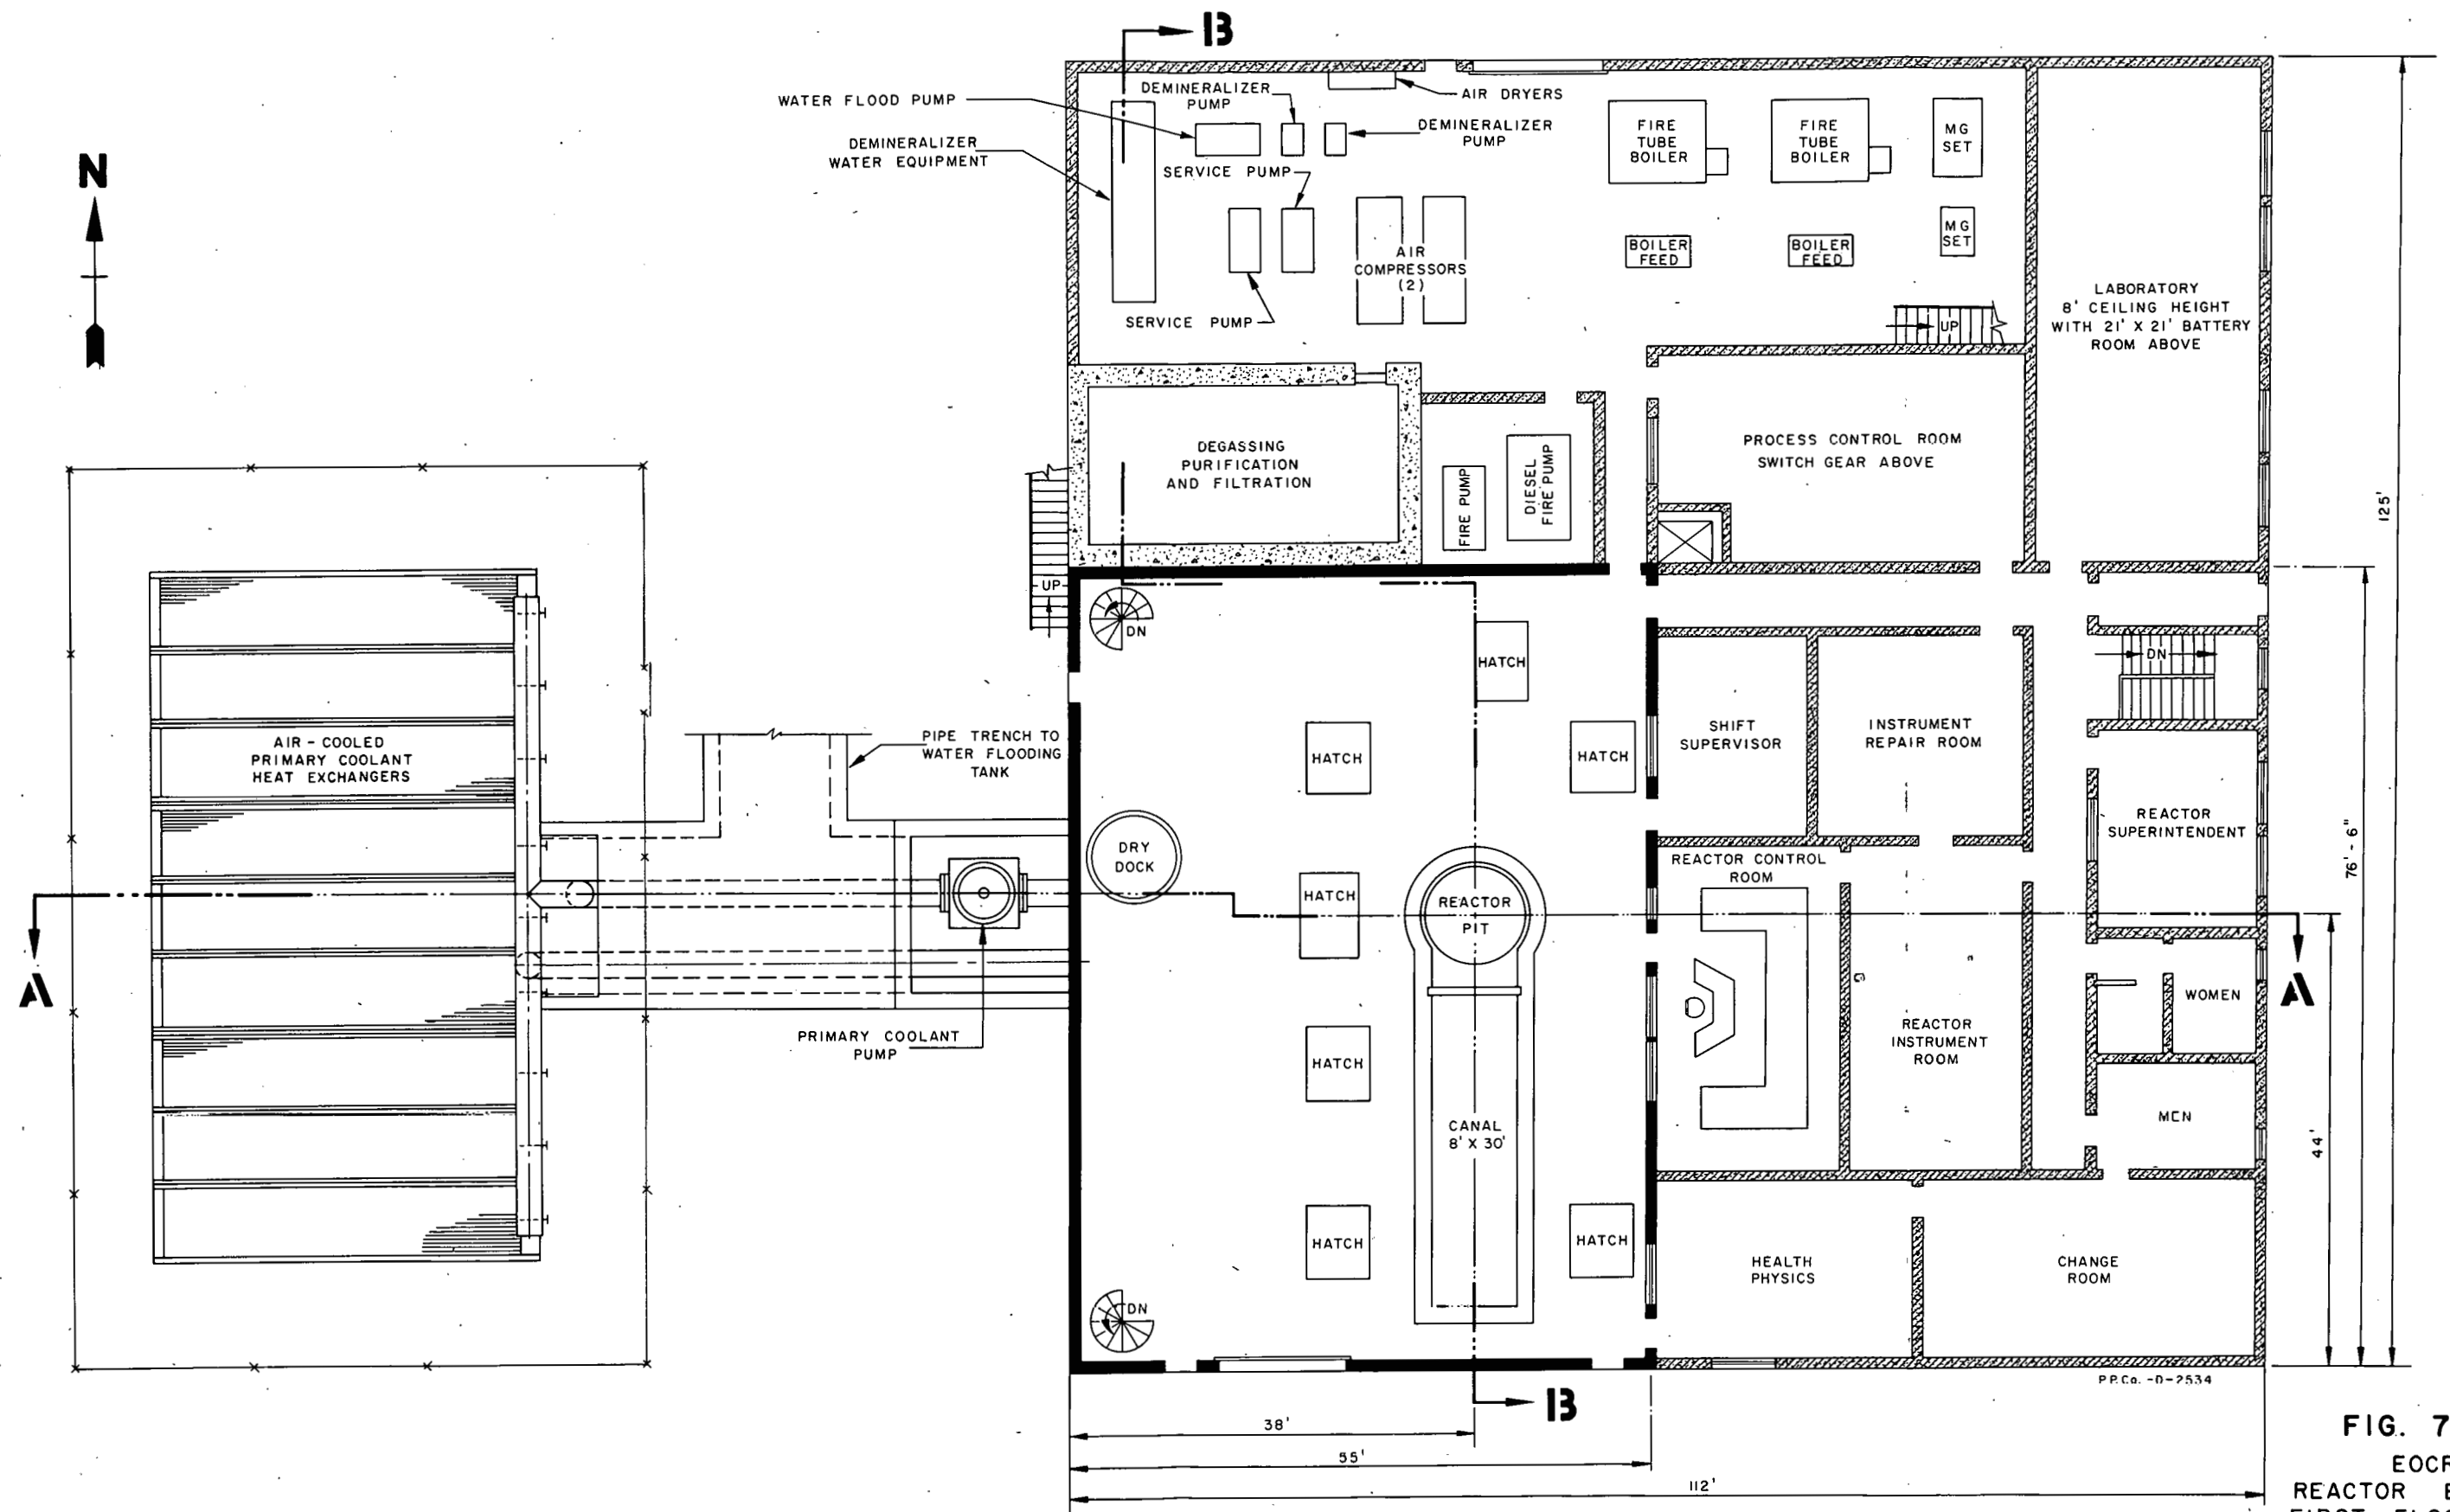 B
WATER FLOOD PUMP
DEMINERALIZER
PUMP
AIR DRYERS
DEMINERALIZER
PUMP
DEMINERALIZER
WATER EQUIPMENT
SERVICE PUMP
SERVICE PUMP
AIR
COMPRESSORS
(2)
FIRE
TUBE
BOILER
FIRE
TUBE
BOILER
MG
SET
BOILER
FEED
BOILER
FEED
MG
SET
UP
LABORATORY
8' CEILING HEIGHT
WITH 21' X 21' BATTERY
ROOM ABOVE
N
DEGASSING
PURIFICATION
AND FILTRATION
FIRE PUMP
DIESEL
FIRE PUMP
PROCESS CONTROL ROOM
SWITCH GEAR ABOVE
125'
UP
DN
HATCH
DN
AIR-COOLED
PRIMARY COOLANT
HEAT EXCHANGERS
PIPE TRENCH TO
WATER FLOODING
TANK
HATCH
HATCH
SHIFT
SUPERVISOR
INSTRUMENT
REPAIR ROOM
REACTOR
SUPERINTENDENT
76'-6"
DRY
DOCK
HATCH
REACTOR
PIT
REACTOR CONTROL
ROOM
A
A
PRIMARY COOLANT
PUMP
HATCH
CANAL
8' X 30'
REACTOR
INSTRUMENT
ROOM
WOMEN
MEN
44'
HATCH
HATCH
HEALTH
PHYSICS
CHANGE
ROOM
DN
P.P.Co. -D-2534
B
38'
55'
112'
FIG. 7
EOCR
REACTOR